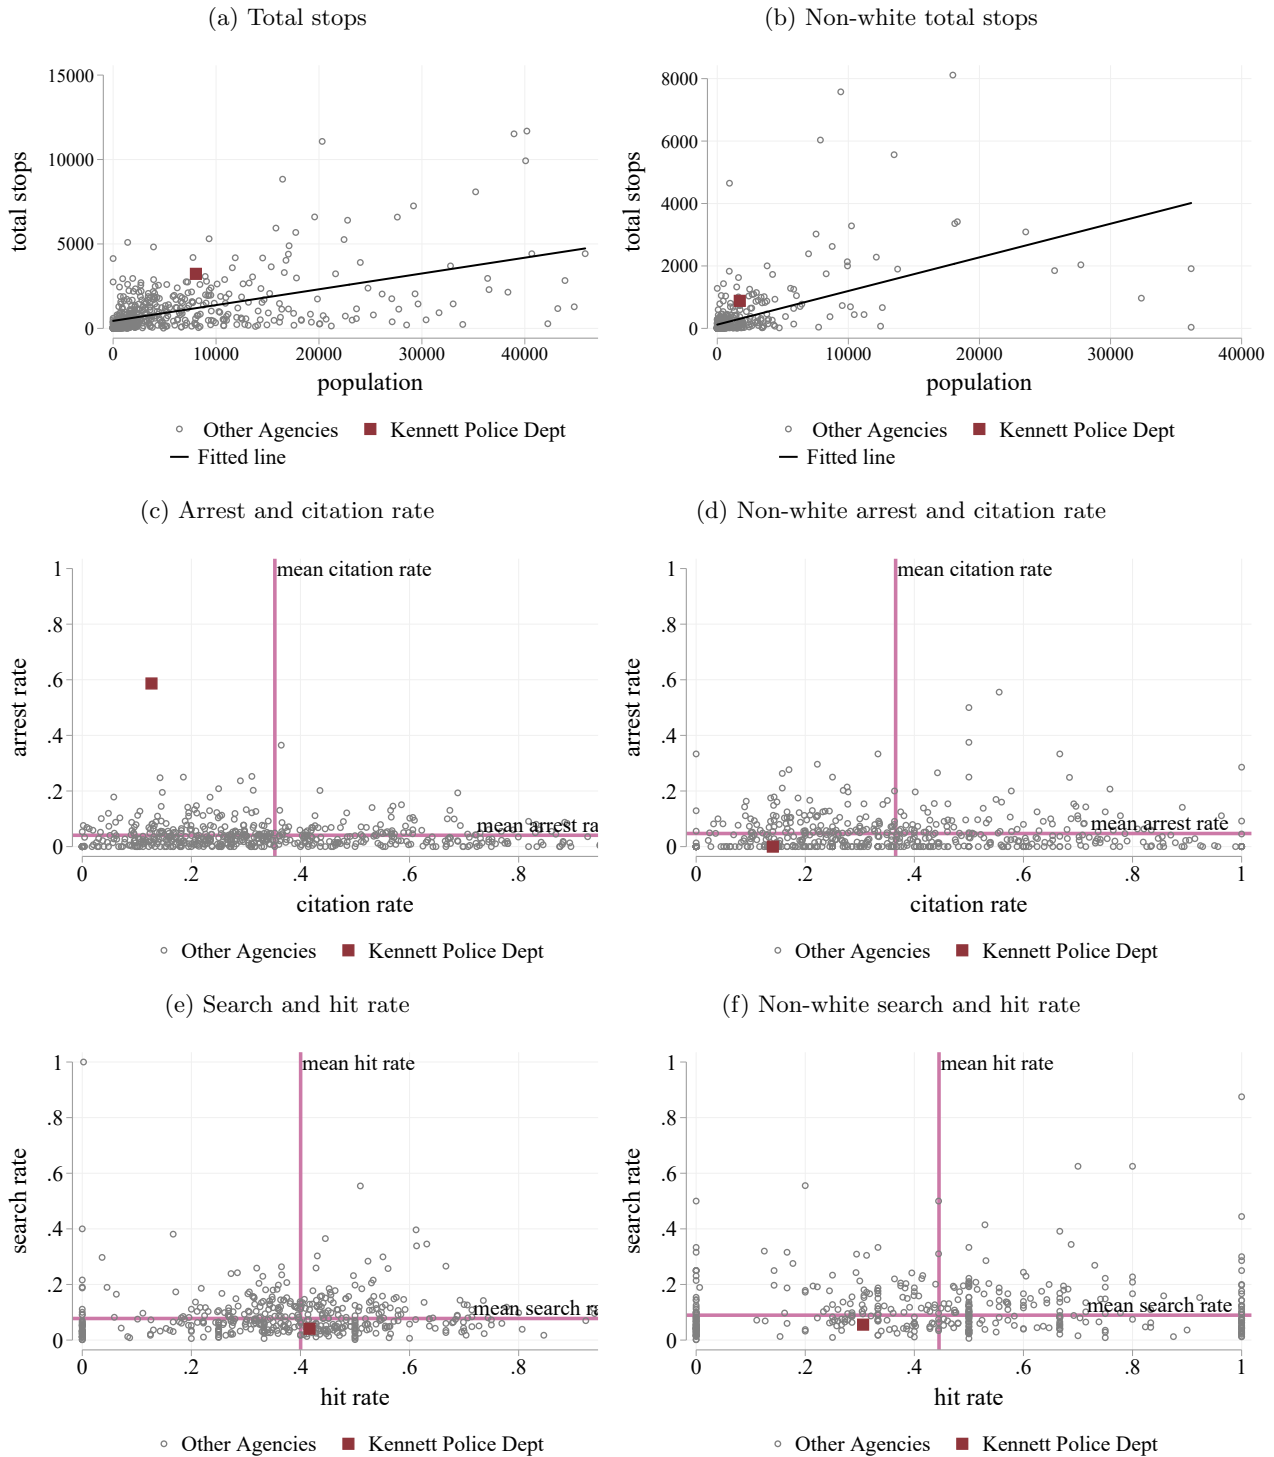 (a) Total stops
total stops
15000
10000
5000
0
0 10000 20000 30000 40000
population
Other Agencies Kennett Police Dept
Fitted line
(b) Non-white total stops
total stops
8000
6000
4000
2000
0
0 10000 20000 30000 40000
population
Other Agencies Kennett Police Dept
Fitted line
(c) Arrest and citation rate
arrest rate
1
.8
.6
.4
.2
0
mean citation rate
mean arrest ra
0 .2 .4 .6 .8
citation rate
Other Agencies Kennett Police Dept
(d) Non-white arrest and citation rate
arrest rate
1
.8
.6
.4
.2
0
mean citation rate
mean arrest rate
0 .2 .4 .6 .8 1
citation rate
Other Agencies Kennett Police Dept
(e) Search and hit rate
search rate
1
.8
.6
.4
.2
0
mean hit rate
mean search ra
0 .2 .4 .6 .8
hit rate
Other Agencies Kennett Police Dept
(f) Non-white search and hit rate
search rate
1
.8
.6
.4
.2
0
mean hit rate
mean search rate
0 .2 .4 .6 .8 1
hit rate
Other Agencies Kennett Police Dept